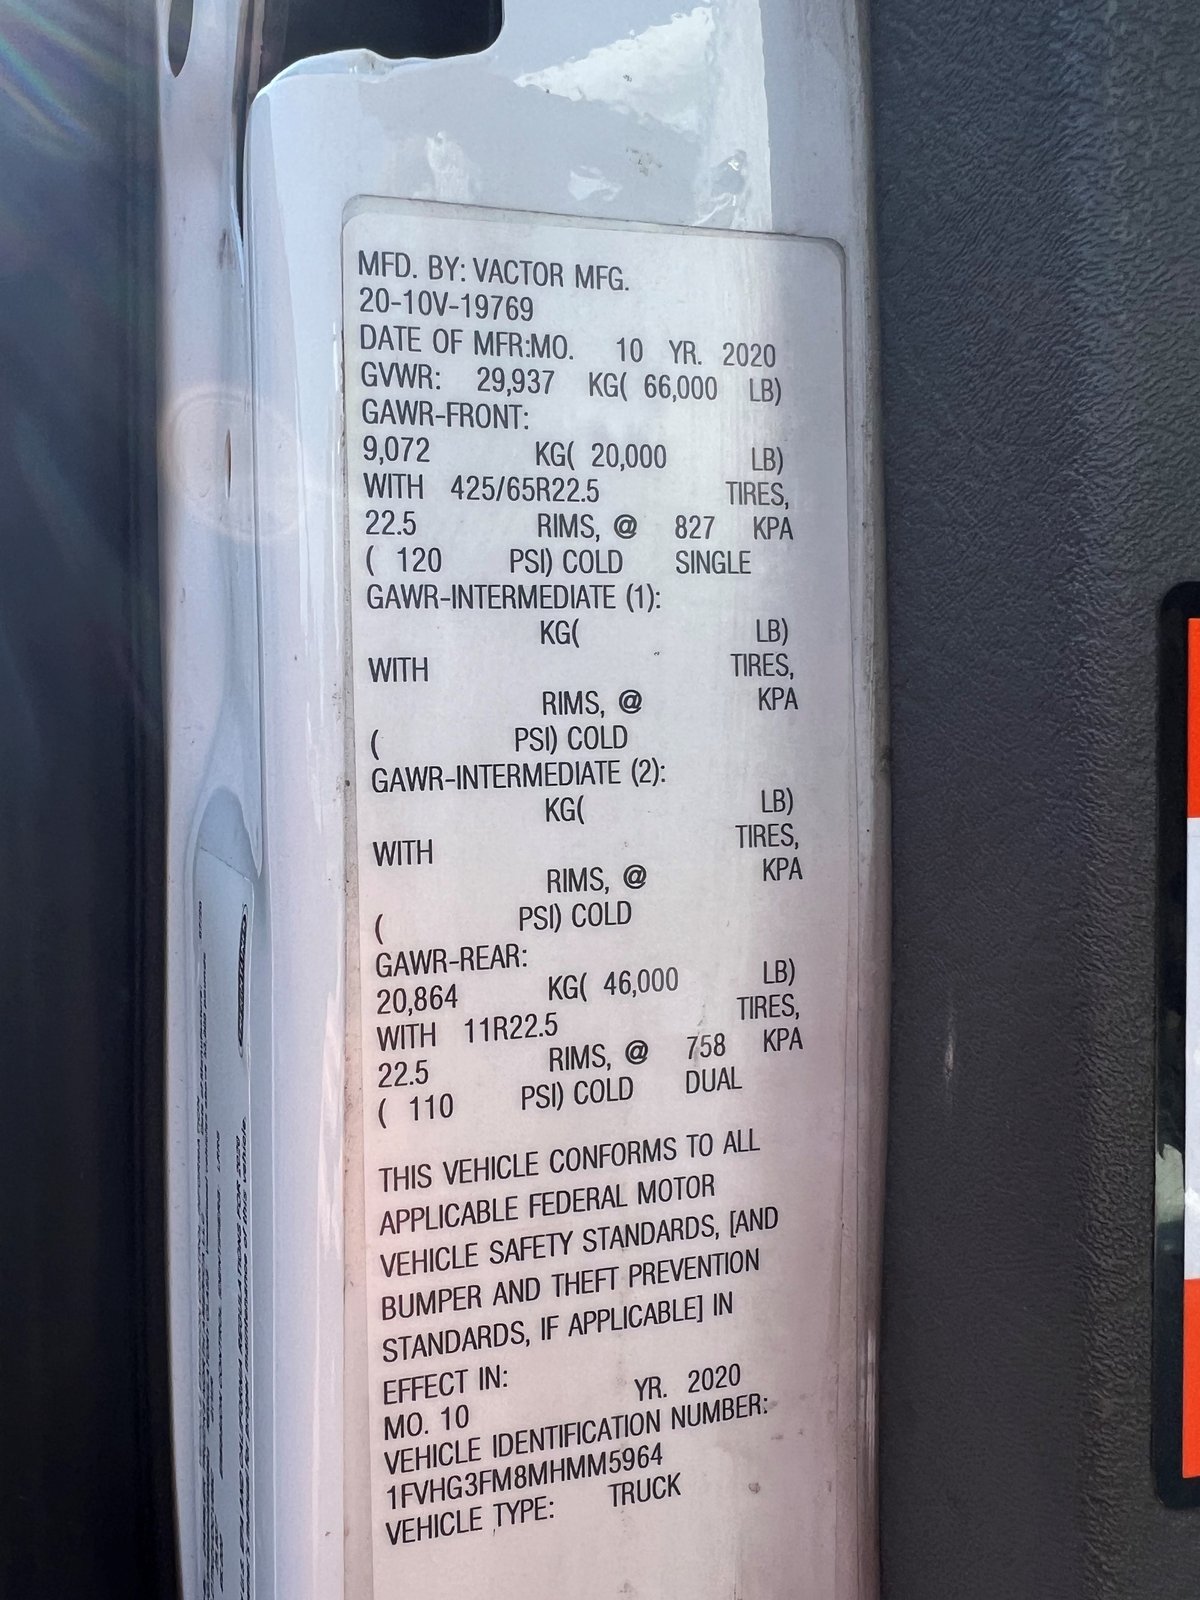 MFD. BY: VACTOR MFG.
20-10V-19769
DATE OF MFR:MO. 10 YR. 2020
GVWR: 29,937 KG( 66,000 LB)
GAWR-FRONT:
9,072 KG( 20,000 LB)
WITH 425/65R22.5 TIRES,
22.5 RIMS, @ 827 KPA
( 120 PSI) COLD SINGLE
GAWR-INTERMEDIATE (1):
KG( LB)
WITH TIRES,
RIMS, @ KPA
( PSI) COLD
GAWR-INTERMEDIATE (2):
KG( LB)
WITH TIRES,
RIMS, @ KPA
( PSI) COLD
GAWR-REAR:
20,864 KG( 46,000 LB)
WITH 11R22.5 TIRES,
22.5 RIMS, @ 758 KPA
( 110 PSI) COLD DUAL
THIS VEHICLE CONFORMS TO ALL
APPLICABLE FEDERAL MOTOR
VEHICLE SAFETY STANDARDS, [AND
BUMPER AND THEFT PREVENTION
STANDARDS, IF APPLICABLE] IN
EFFECT IN:
MO. 10 YR. 2020
VEHICLE IDENTIFICATION NUMBER:
1FVHG3FM8MHMM5964
VEHICLE TYPE: TRUCK